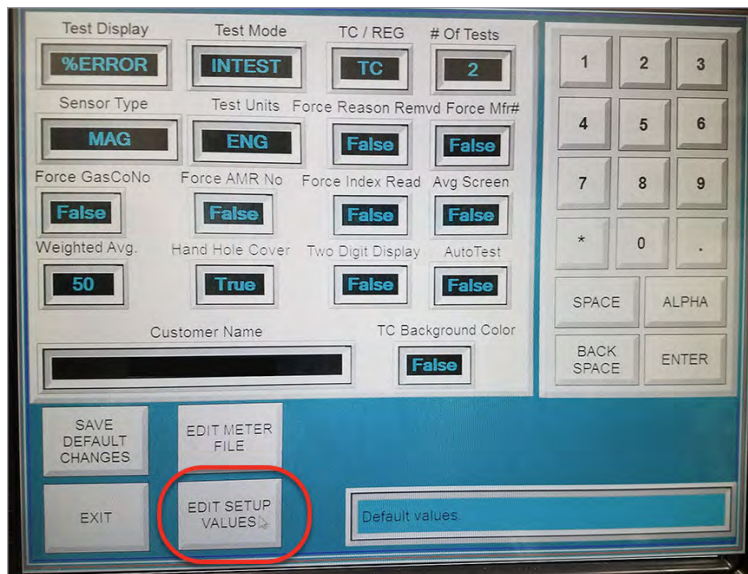 Test Display Test Mode TC / REG # Of Tests
%ERROR INTEST TC 2
Sensor Type Test Units Force Reason Remvd Force Mfr#
MAG ENG False False
Force GasCoNo Force AMR No Force Index Read Avg Screen
False False False False
Weighted Avg. Hand Hole Cover Two Digit Display AutoTest
50 True False False
Customer Name TC Background Color
False
1 2 3
4 5 6
7 8 9
* 0 .
SPACE ALPHA
BACK
SPACE
ENTER
SAVE
DEFAULT
CHANGES
EDIT METER
FILE
EXIT
EDIT SETUP
VALUES
Default values.